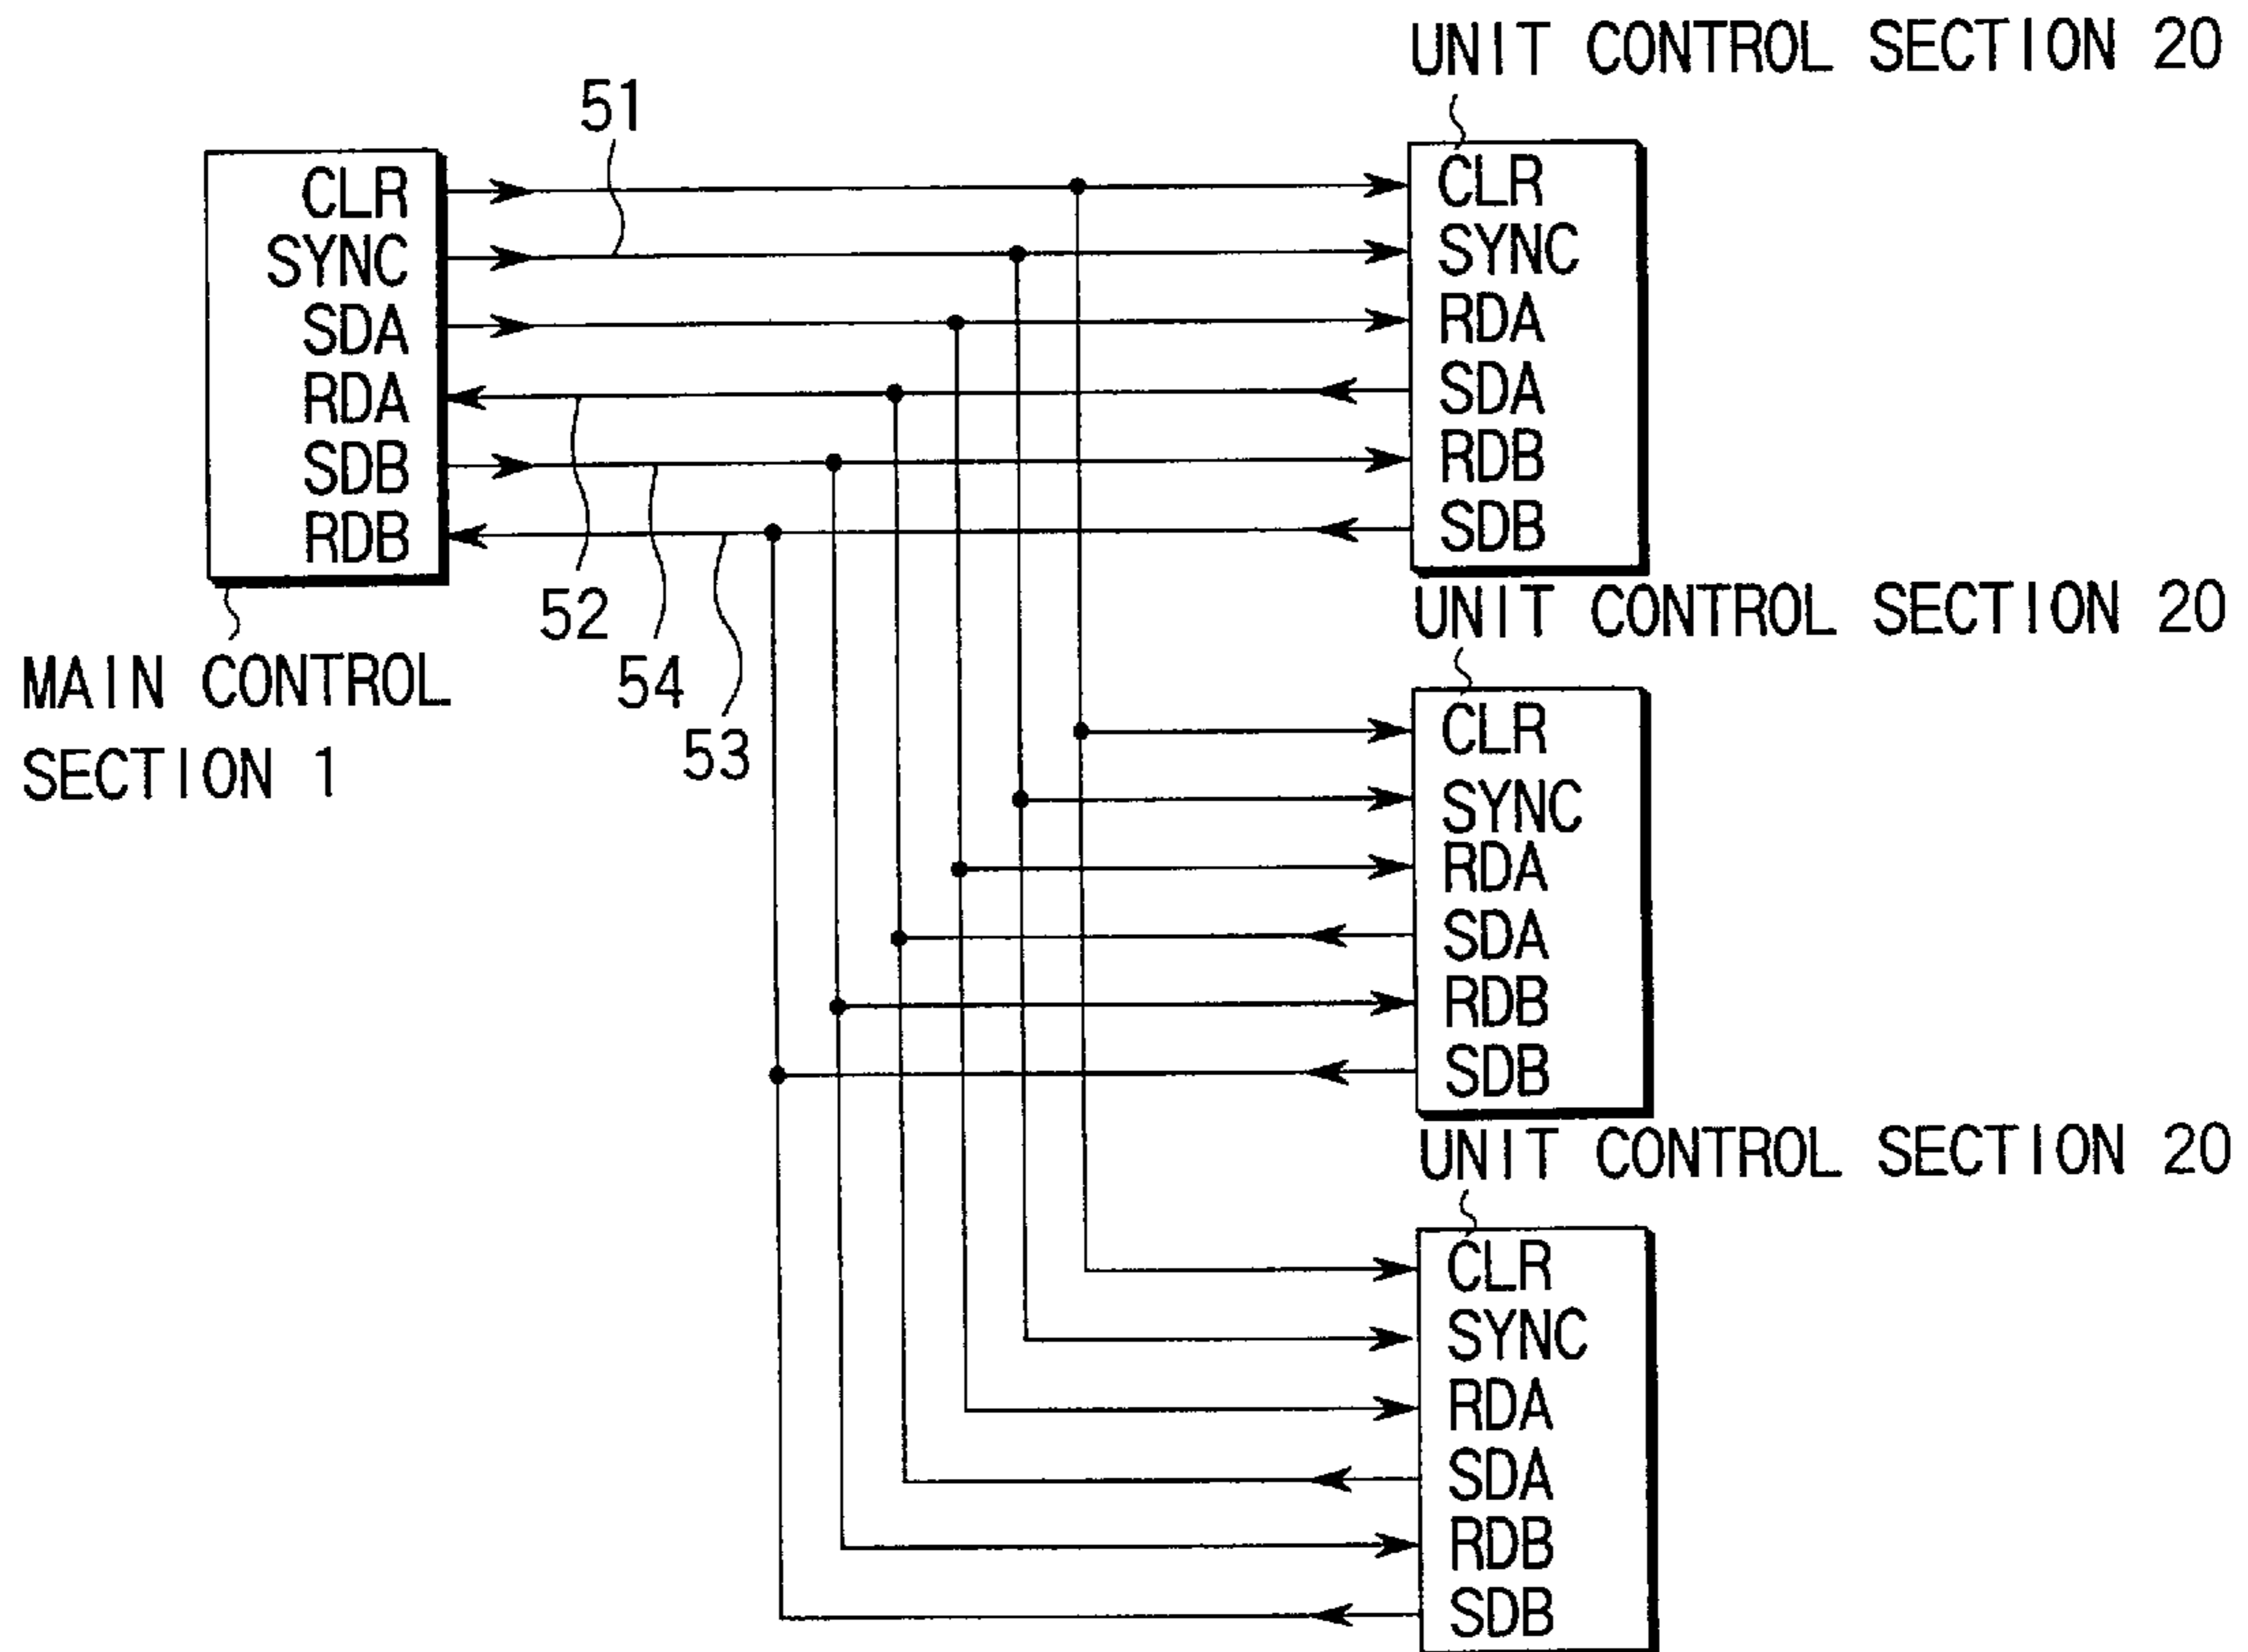 UNIT CONTROL SECTION 20
51
CLR
SYNC
SDA
RDA
SDB
RDB
CLR
SYNC
RDA
SDA
RDB
SDB
52
54
53
MAIN CONTROL
SECTION 1
UNIT CONTROL SECTION 20
CLR
SYNC
RDA
SDA
RDB
SDB
UNIT CONTROL SECTION 20
CLR
SYNC
RDA
SDA
RDB
SDB